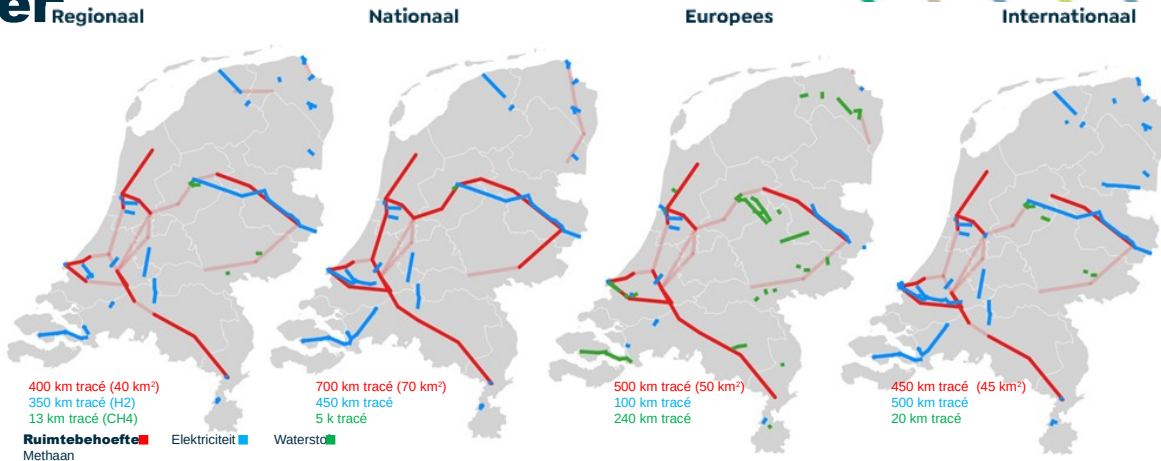 er
Regionaal
Nationaal
Europees
Internationaal
400 km tracé (40 km²)
350 km tracé (H2)
13 km tracé (CH4)
700 km tracé (70 km²)
450 km tracé
5 k tracé
500 km tracé (50 km²)
100 km tracé
240 km tracé
450 km tracé (45 km²)
500 km tracé
20 km tracé
Ruimtebehoefte Elektriciteit
Methaan